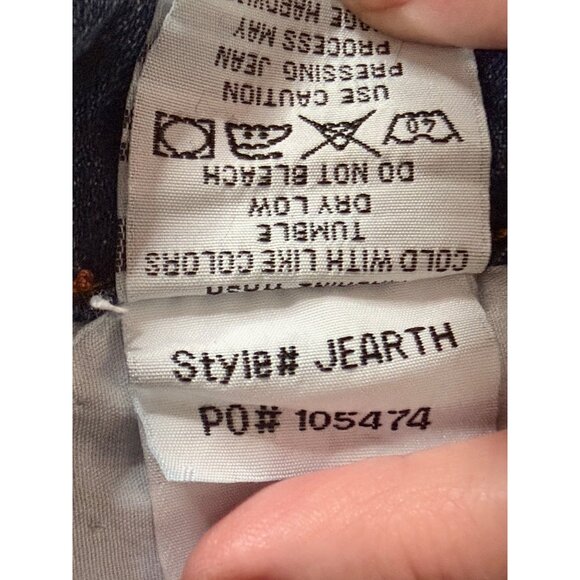 COLD WITH LIKE COLORS
TUMBLE
DRY LOW
DO NOT BLEACH
40
USE CAUTION
PRESSING JEAN
PROCESS MAY
Style# JEARTH
PO# 105474